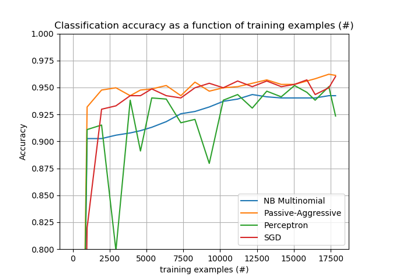 Classification accuracy as a function of training examples (#)
1.000
0.975
0.950
0.925
0.900
0.875
0.850
0.825
0.800
Accuracy
NB Multinomial
Passive-Aggressive
Perceptron
SGD
0 2500 5000 7500 10000 12500 15000 17500
training examples (#)